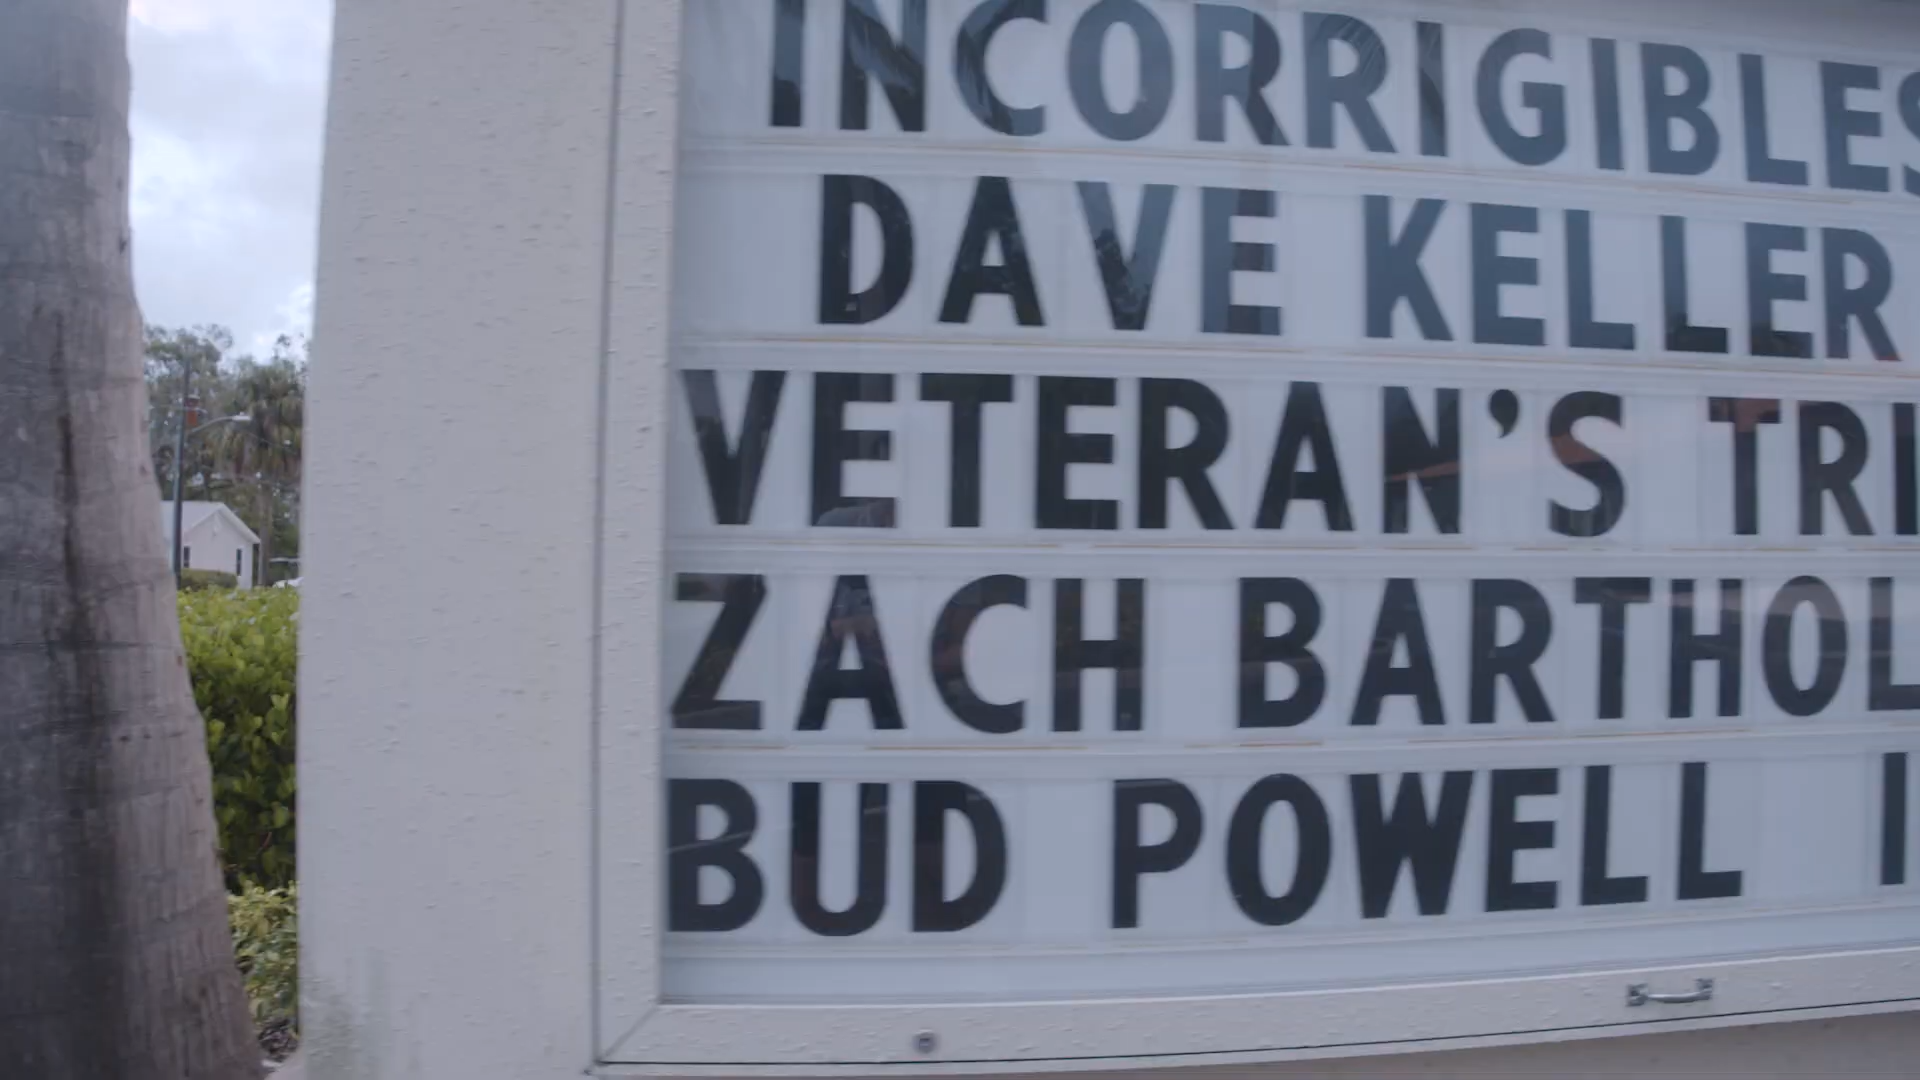 INCORRIGIBLES
DAVE KELLER
VETERAN'S TRI
ZACH BARTHOL
BUD POWELL I